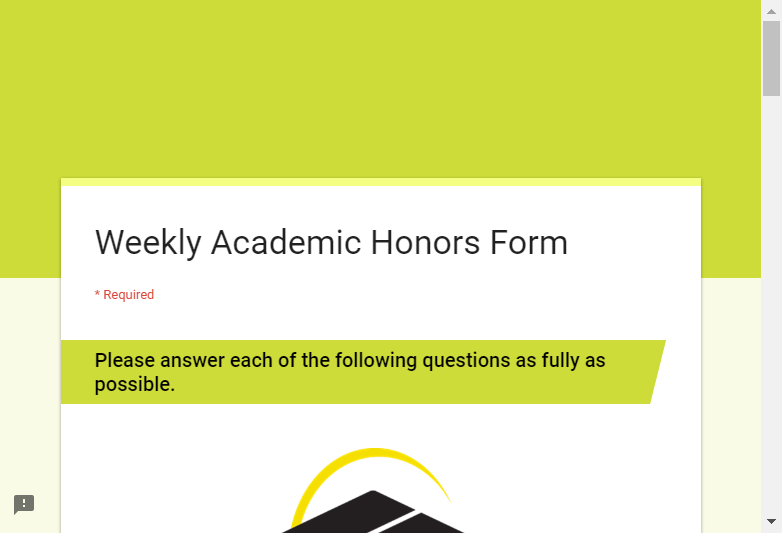 Weekly Academic Honors Form
* Required
Please answer each of the following questions as fully as
possible.